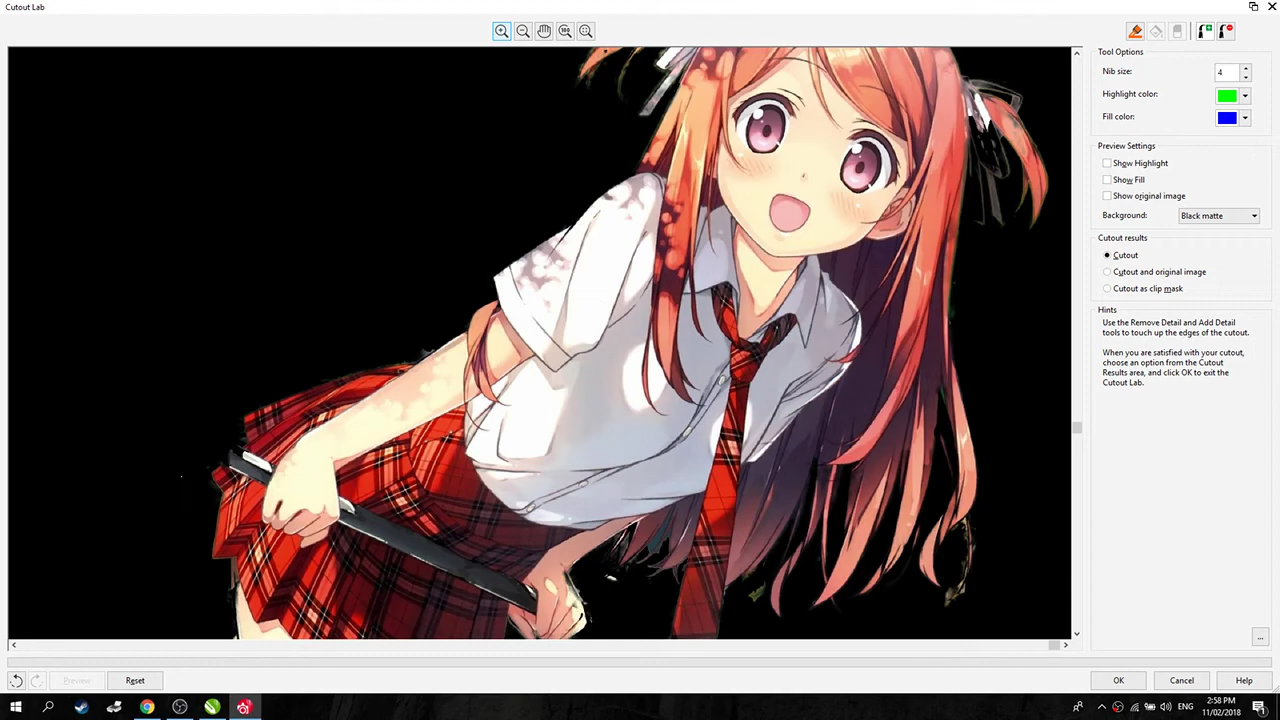 Cutout Lab
100
Tool Options
Nib size:
4
Highlight color:
Fill color:
Preview Settings
Show Highlight
Show Fill
Show original image
Background:
Black matte
Cutout results
Cutout
Cutout and original image
Cutout as clip mask
Hints
Use the Remove Detail and Add Detail
tools to touch up the edges of the cutout.
When you are satisfied with your cutout,
choose an option from the Cutout
Results area, and click OK to exit the
Cutout Lab.
...
Preview
Reset
OK
Cancel
Help
ENG
2:58 PM
11/02/2018